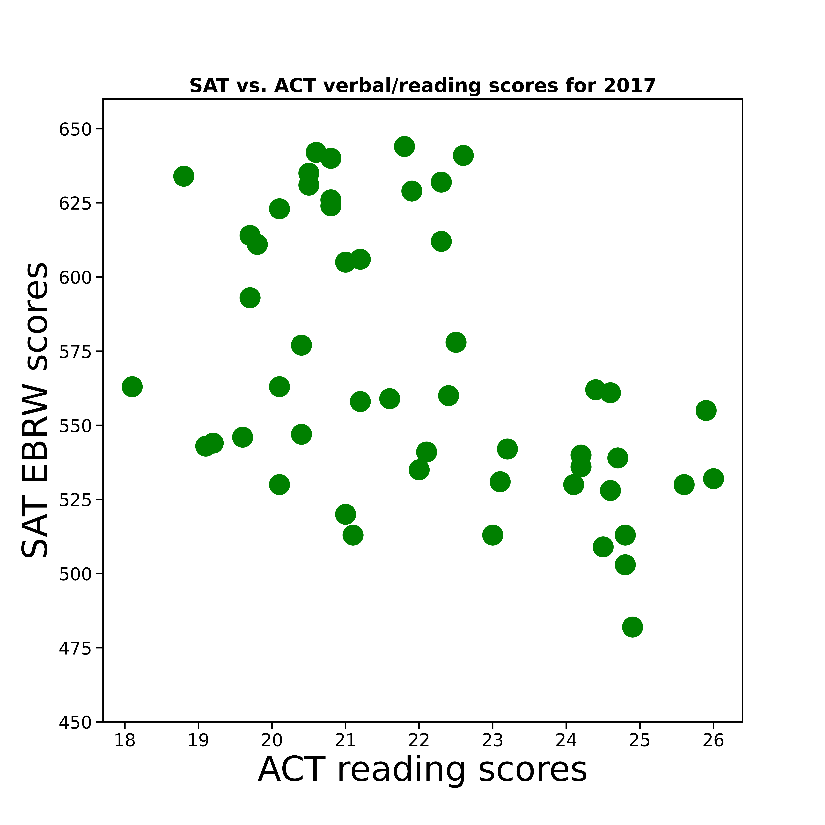 SAT vs. ACT verbal/reading scores for 2017
650
625
600
575
550
525
500
475
450
SAT EBRW scores
18 19 20 21 22 23 24 25 26
ACT reading scores